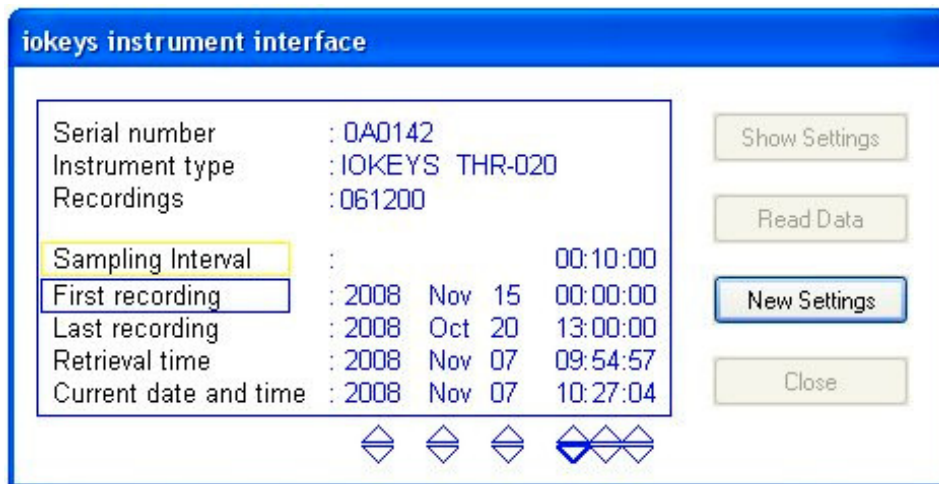 iokeys instrument interface
Serial number : 0A0142
Instrument type : IOKEYS THR-020
Recordings : 061200
Sampling Interval : 00:10:00
First recording : 2008 Nov 15 00:00:00
Last recording : 2008 Oct 20 13:00:00
Retrieval time : 2008 Nov 07 09:54:57
Current date and time : 2008 Nov 07 10:27:04
Show Settings
Read Data
New Settings
Close